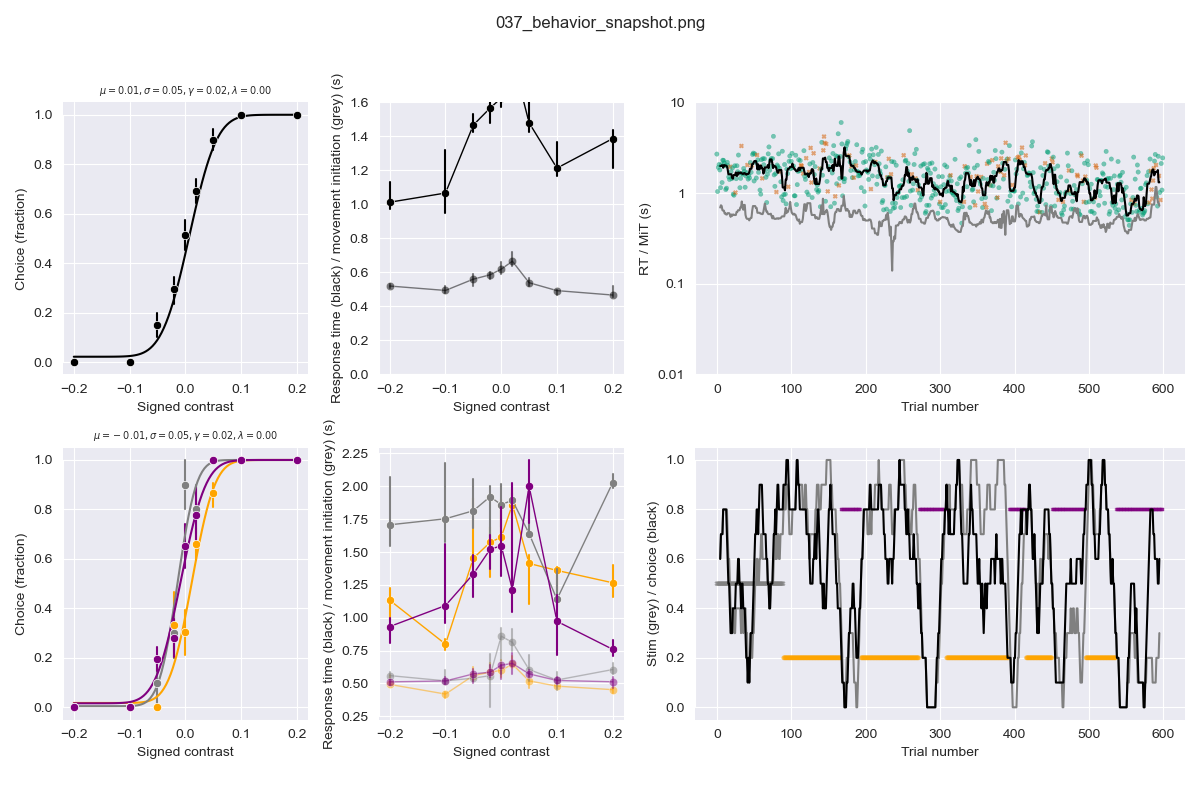 037_behavior_snapshot.png
μ = 0.01, σ = 0.05, γ = 0.02, λ = 0.00
Choice (fraction)
1.0
0.8
0.6
0.4
0.2
0.0
−0.2 −0.1 0.0 0.1 0.2
Signed contrast
Response time (black) / movement initiation (grey) (s)
1.6
1.4
1.2
1.0
0.8
0.6
0.4
0.2
0.0
−0.2 −0.1 0.0 0.1 0.2
Signed contrast
RT / MiT (s)
10
1
0.1
0.01
0 100 200 300 400 500 600
Trial number
μ = − 0.01, σ = 0.05, γ = 0.02, λ = 0.00
Choice (fraction)
1.0
0.8
0.6
0.4
0.2
0.0
−0.2 −0.1 0.0 0.1 0.2
Signed contrast
Response time (black) / movement initiation (grey) (s)
2.25
2.00
1.75
1.50
1.25
1.00
0.75
0.50
0.25
−0.2 −0.1 0.0 0.1 0.2
Signed contrast
Stim (grey) / choice (black)
1.0
0.8
0.6
0.4
0.2
0.0
0 100 200 300 400 500 600
Trial number